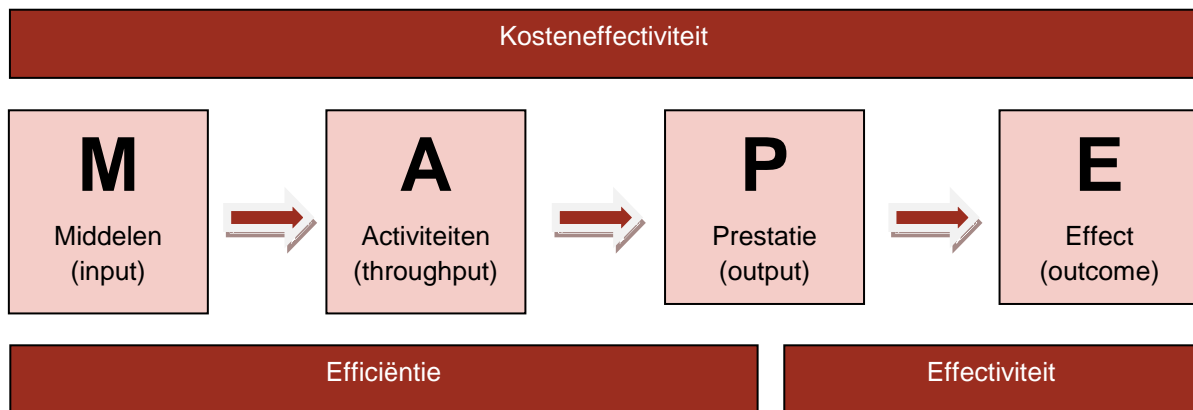 Kosteneffectiviteit
M
Middelen
(input)
A
Activiteiten
(throughput)
P
Prestatie
(output)
E
Effect
(outcome)
Efficiëntie
Effectiviteit